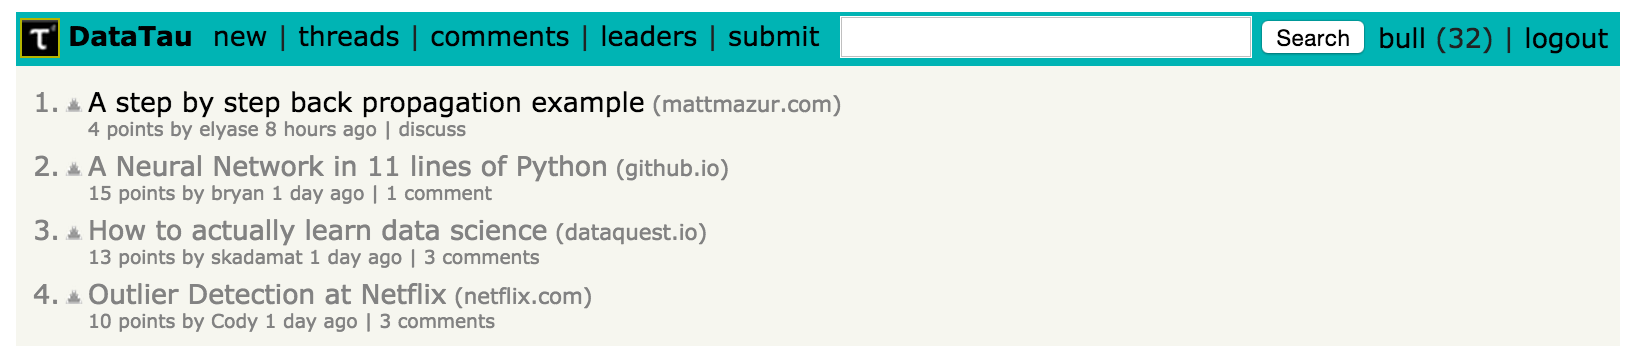 τ DataTau new | threads | comments | leaders | submit Search bull (32) | logout
1. A step by step back propagation example (mattmazur.com)
4 points by elyase 8 hours ago | discuss
2. A Neural Network in 11 lines of Python (github.io)
15 points by bryan 1 day ago | 1 comment
3. How to actually learn data science (dataquest.io)
13 points by skadamat 1 day ago | 3 comments
4. Outlier Detection at Netflix (netflix.com)
10 points by Cody 1 day ago | 3 comments